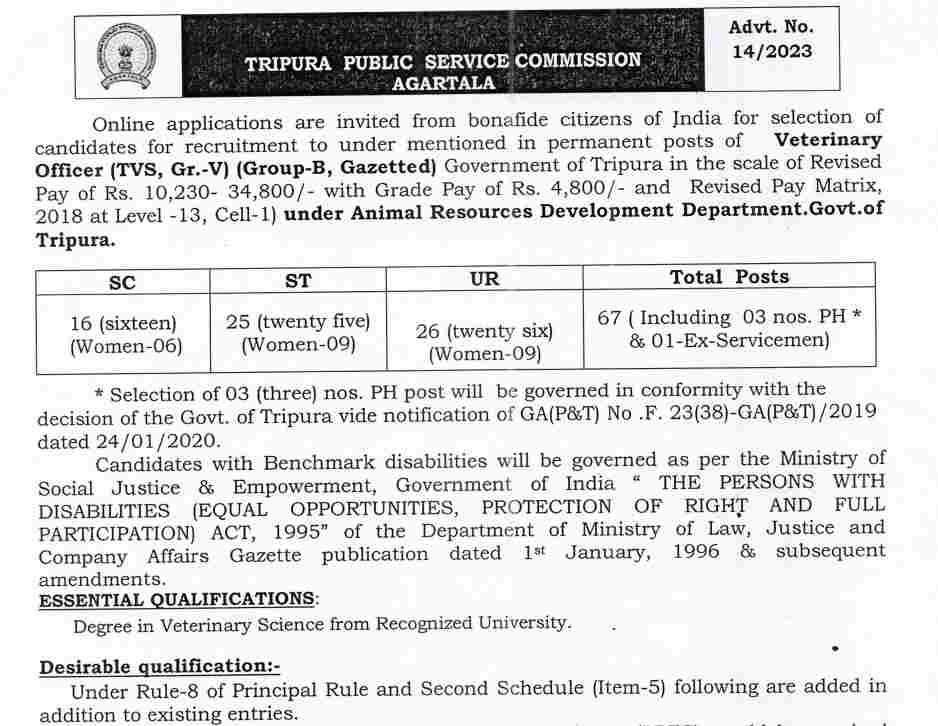 Advt. No.
14/2023
TRIPURA PUBLIC SERVICE COMMISSION
AGARTALA
Online applications are invited from bonafide citizens of India for selection of
candidates for recruitment to under mentioned in permanent posts of Veterinary
Officer (TVS, Gr.-V) (Group-B, Gazetted) Government of Tripura in the scale of Revised
Pay of Rs. 10,230- 34,800/- with Grade Pay of Rs. 4,800/- and Revised Pay Matrix,
2018 at Level -13, Cell-1) under Animal Resources Development Department.Govt.of
Tripura.
SC ST UR Total Posts
16 (sixteen) 25 (twenty five) 26 (twenty six) 67 ( Including 03 nos. PH *
(Women-06) (Women-09) (Women-09) & 01-Ex-Servicemen)
* Selection of 03 (three) nos. PH post will be governed in conformity with the
decision of the Govt. of Tripura vide notification of GA(P&T) No .F. 23(38)-GA(P&T)/2019
dated 24/01/2020.
Candidates with Benchmark disabilities will be governed as per the Ministry of
Social Justice & Empowerment, Government of India “ THE PERSONS WITH
DISABILITIES (EQUAL OPPORTUNITIES, PROTECTION OF RIGHT AND FULL
PARTICIPATION) ACT, 1995” of the Department of Ministry of Law, Justice and
Company Affairs Gazette publication dated 1st January, 1996 & subsequent
amendments.
ESSENTIAL QUALIFICATIONS:
Degree in Veterinary Science from Recognized University.
Desirable qualification:-
Under Rule-8 of Principal Rule and Second Schedule (Item-5) following are added in
addition to existing entries.